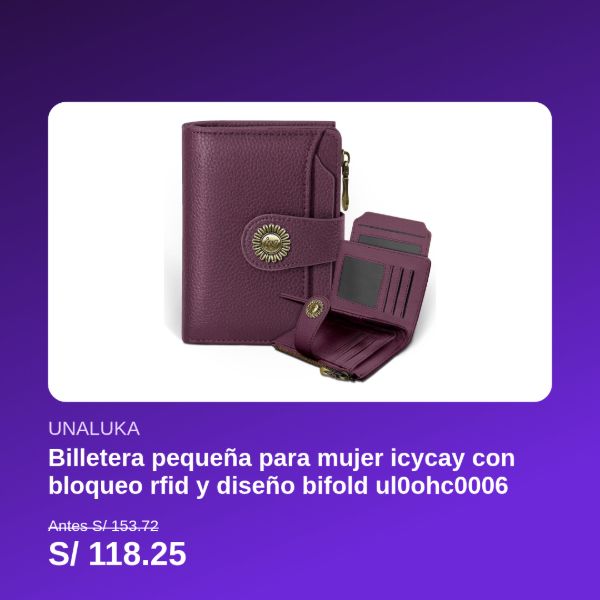 UNALUKA
Billetera pequeña para mujer icycay con
bloqueo rfid y diseño bifold ul0ohc0006
Antes S/ 153.72
S/ 118.25